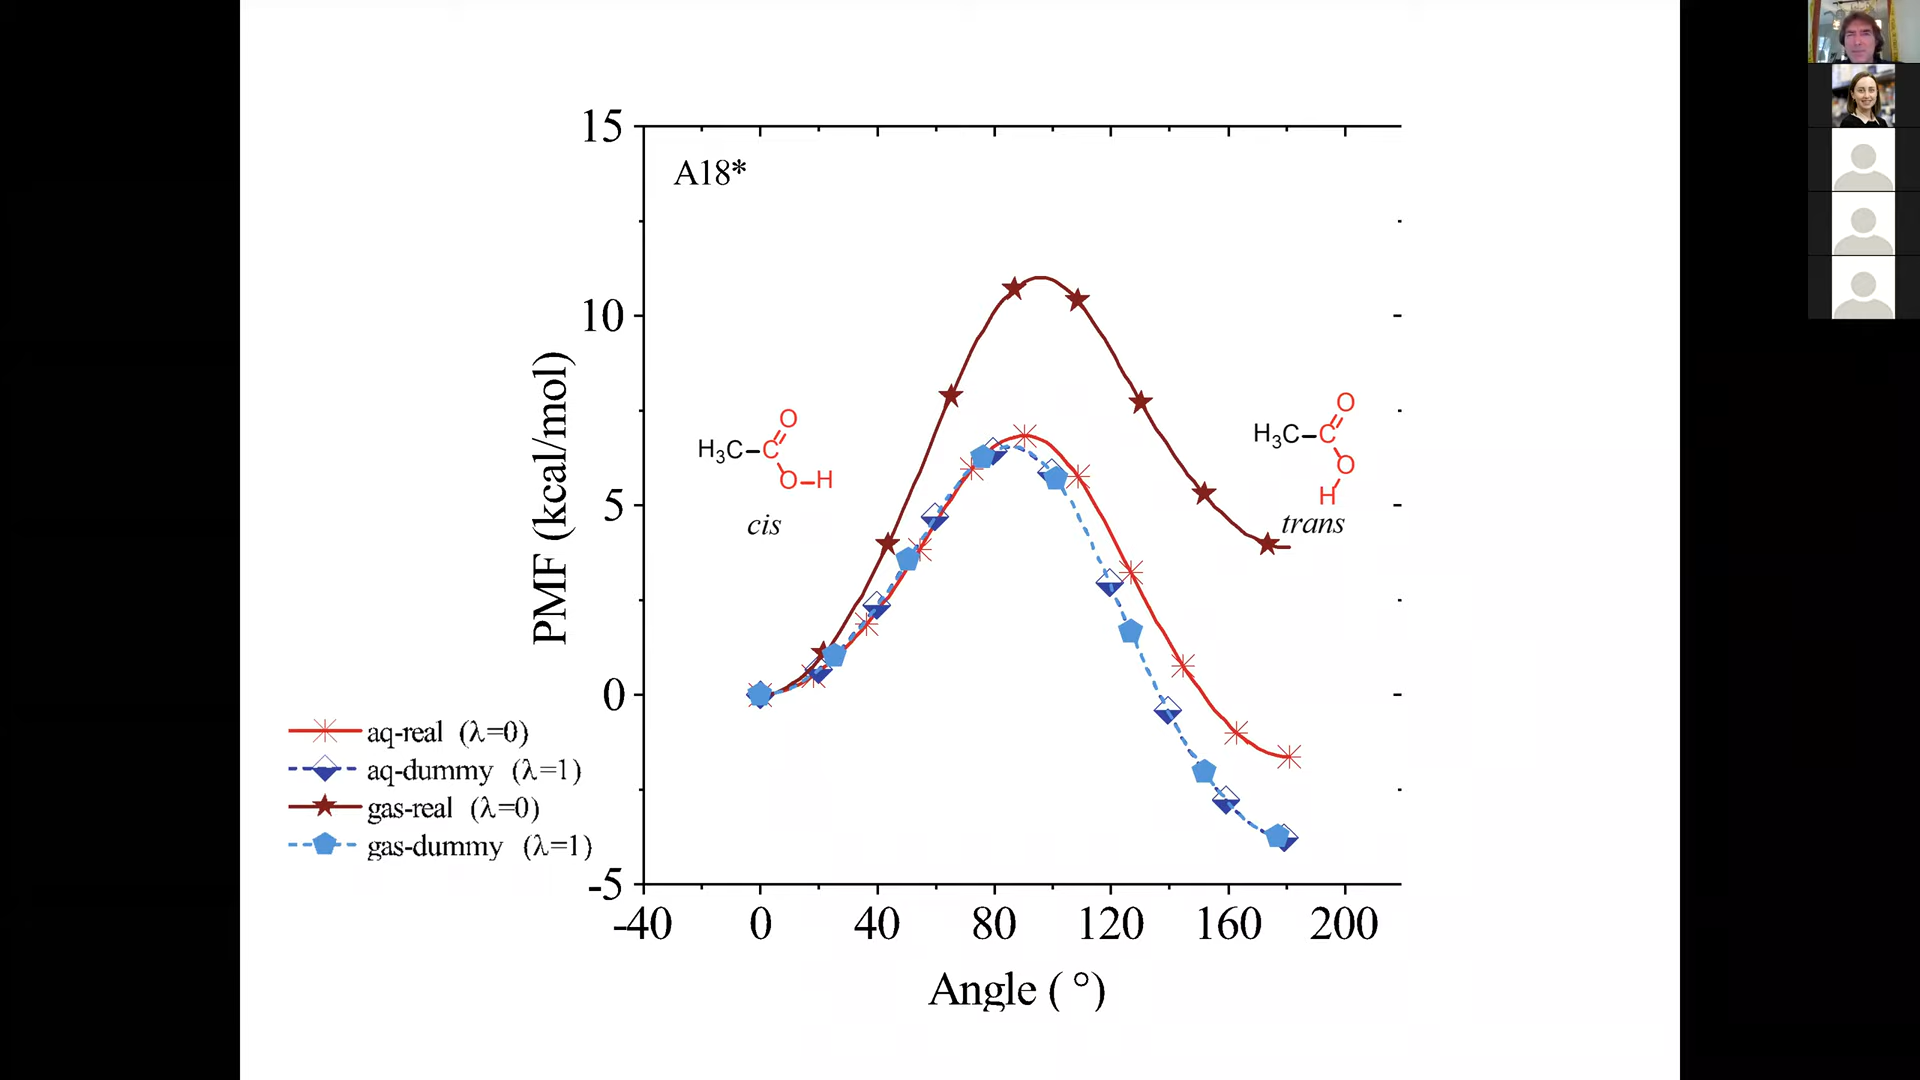 15
A18*
10
5
0
-5
PMF (kcal/mol)
O
H₃C–C
O–H
cis
O
H₃C–C
O
H
trans
aq-real (λ=0)
aq-dummy (λ=1)
gas-real (λ=0)
gas-dummy (λ=1)
-40 0 40 80 120 160 200
Angle ( °)